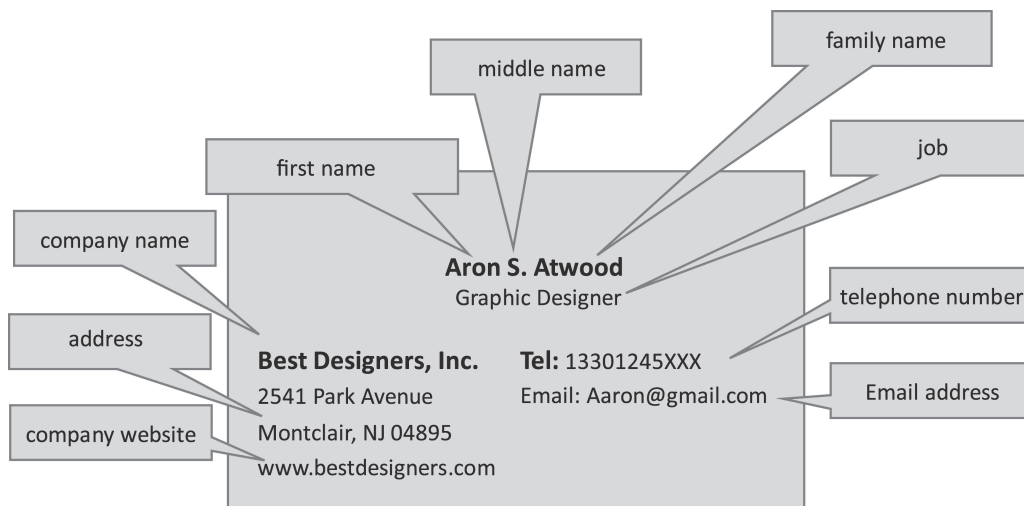 family name
middle name
job
first name
company name
Aron S. Atwood
Graphic Designer
telephone number
address
Best Designers, Inc.
Tel: 13301245XXX
2541 Park Avenue
Email: Aaron@gmail.com
Email address
company website
Montclair, NJ 04895
www.bestdesigners.com